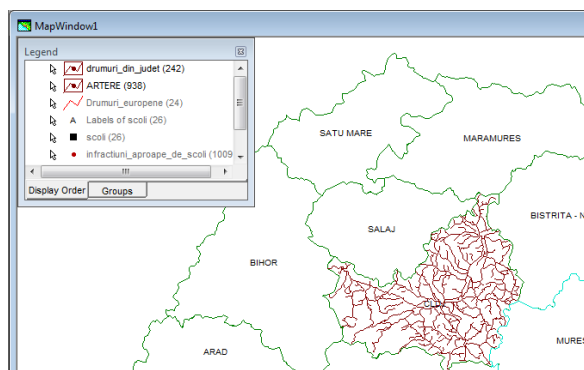 MapWindow1
Legend
drumuri_din_judet (242)
ARTERE (938)
Drumuri_europene (24)
A Labels of scoli (26)
scoli (26)
infractiuni_aproape_de_scoli (1009
Display Order Groups
SATU MARE
MARAMURES
BISTRITA - N
SALAJ
BIHOR
MURES
ARAD